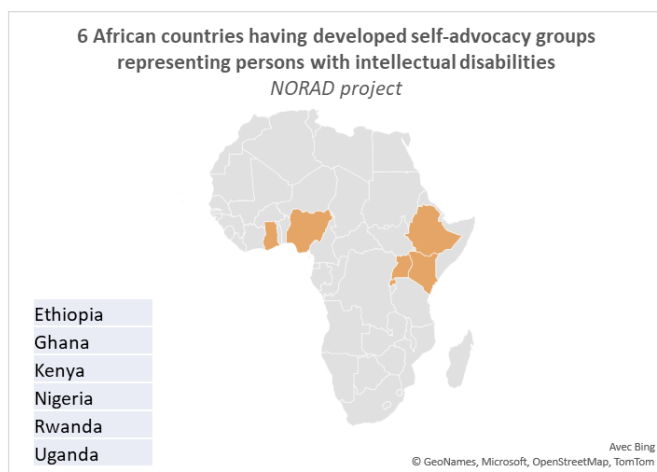 6 African countries having developed self-advocacy groups
representing persons with intellectual disabilities
NORAD project
Ethiopia
Ghana
Kenya
Nigeria
Rwanda
Uganda
Avec Bing
© GeoNames, Microsoft, OpenStreetMap, TomTom